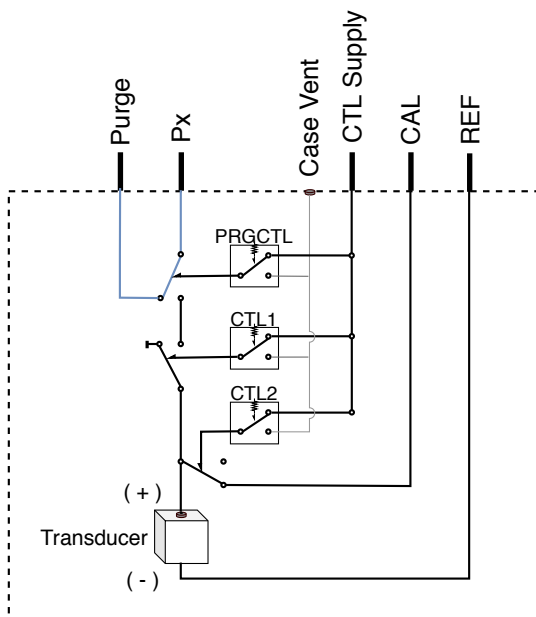 Purge
Px
Case Vent
CTL Supply
CAL
REF
PRGCTL
CTL1
CTL2
( + )
Transducer
( - )